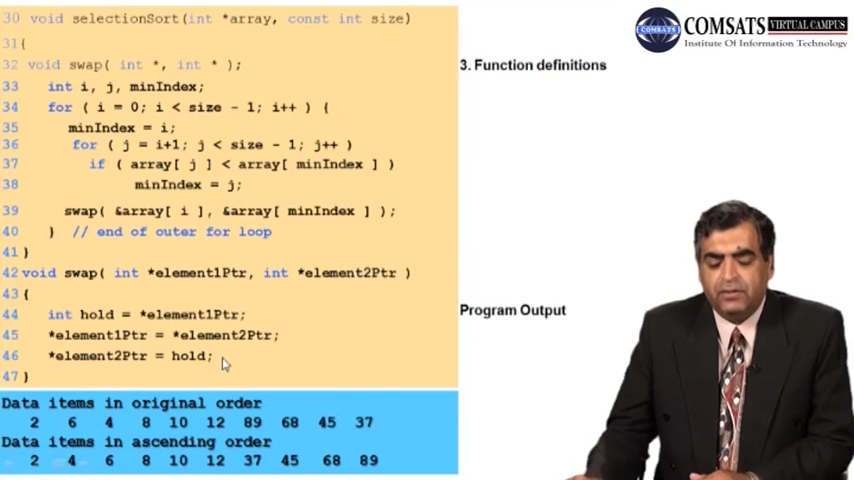 30 void selectionSort(int *array, const int size)
31{
32 void swap( int *, int * );
33 int i, j, minIndex;
34 for ( i = 0; i < size - 1; i++ ) {
35 minIndex = i;
36 for ( j = i+1; j < size - 1; j++ )
37 if ( array[ j ] < array[ minIndex ] )
38 minIndex = j;
39 swap( &array[ i ], &array[ minIndex ] );
40 } // end of outer for loop
41}
42void swap( int *element1Ptr, int *element2Ptr )
43{
44 int hold = *element1Ptr;
45 *element1Ptr = *element2Ptr;
46 *element2Ptr = hold;
47}
Data items in original order
2 6 4 8 10 12 89 68 45 37
Data items in ascending order
2 4 6 8 10 12 37 45 68 89
COMSATS
COMSATS VIRTUAL CAMPUS
Institute Of Information Technology
3. Function definitions
Program Output